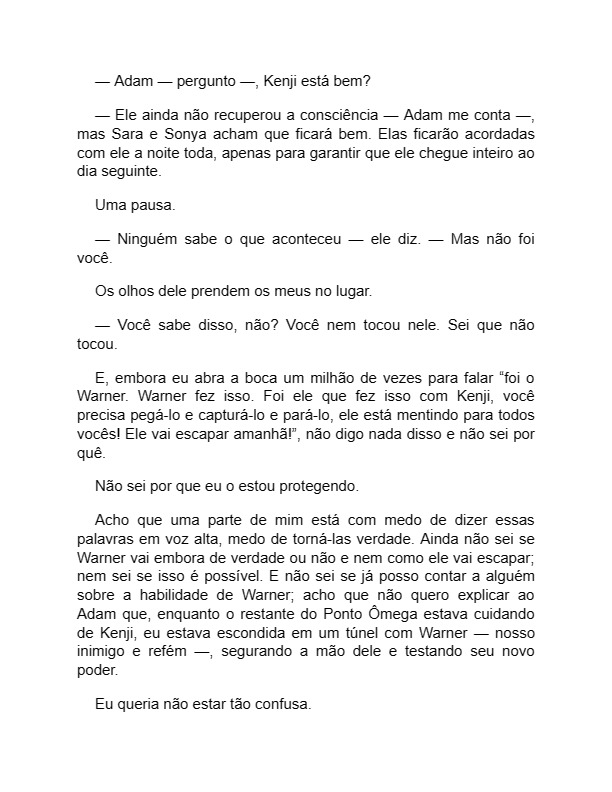 — Adam — pergunto —, Kenji está bem?
— Ele ainda não recuperou a consciência — Adam me conta —,
mas Sara e Sonya acham que ficará bem. Elas ficarão acordadas
com ele a noite toda, apenas para garantir que ele chegue inteiro ao
dia seguinte.
Uma pausa.
— Ninguém sabe o que aconteceu — ele diz. — Mas não foi
você.
Os olhos dele prendem os meus no lugar.
— Você sabe disso, não? Você nem tocou nele. Sei que não
tocou.
E, embora eu abra a boca um milhão de vezes para falar “foi o
Warner. Warner fez isso. Foi ele que fez isso com Kenji, você
precisa pegá-lo e capturá-lo e pará-lo, ele está mentindo para todos
vocês! Ele vai escapar amanhã!”, não digo nada disso e não sei por
quê.
Não sei por que eu o estou protegendo.
Acho que uma parte de mim está com medo de dizer essas
palavras em voz alta, medo de torná-las verdade. Ainda não sei se
Warner vai embora de verdade ou não e nem como ele vai escapar;
nem sei se isso é possível. E não sei se já posso contar a alguém
sobre a habilidade de Warner; acho que não quero explicar ao
Adam que, enquanto o restante do Ponto Ômega estava cuidando
de Kenji, eu estava escondida em um túnel com Warner — nosso
inimigo e refém —, segurando a mão dele e testando seu novo
poder.
Eu queria não estar tão confusa.